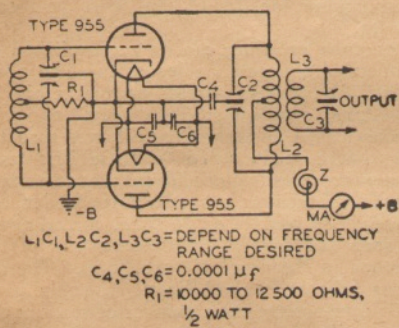 TYPE 955
C1
R1
L1
C4
C2
L3
OUTPUT
C5
C6
C3
L2
Z
-B
TYPE 955
MA.
+B
L1C1, L2C2, L3C3 = DEPEND ON FREQUENCY
RANGE DESIRED
C4, C5, C6 = 0.0001 μf
R1 = 10000 TO 12500 OHMS,
1/2 WATT